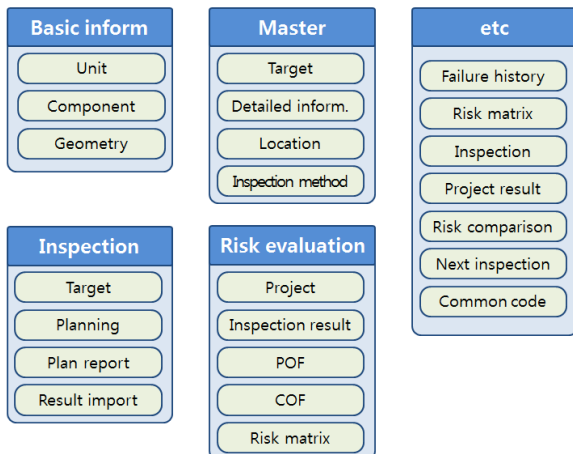 Basic inform
Unit
Component
Geometry
Master
Target
Detailed inform.
Location
Inspection method
etc
Failure history
Risk matrix
Inspection
Project result
Risk comparison
Next inspection
Common code
Inspection
Target
Planning
Plan report
Result import
Risk evaluation
Project
Inspection result
POF
COF
Risk matrix